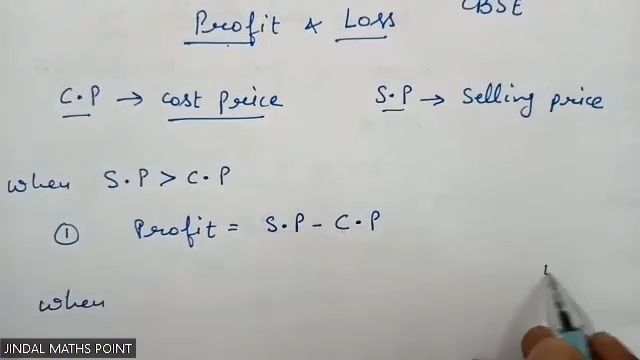 CBSE
Profit & Loss
C.P → cost price
S.P → Selling price
when S.P > C.P
① Profit = S.P - C.P
when
JINDAL MATHS POINT